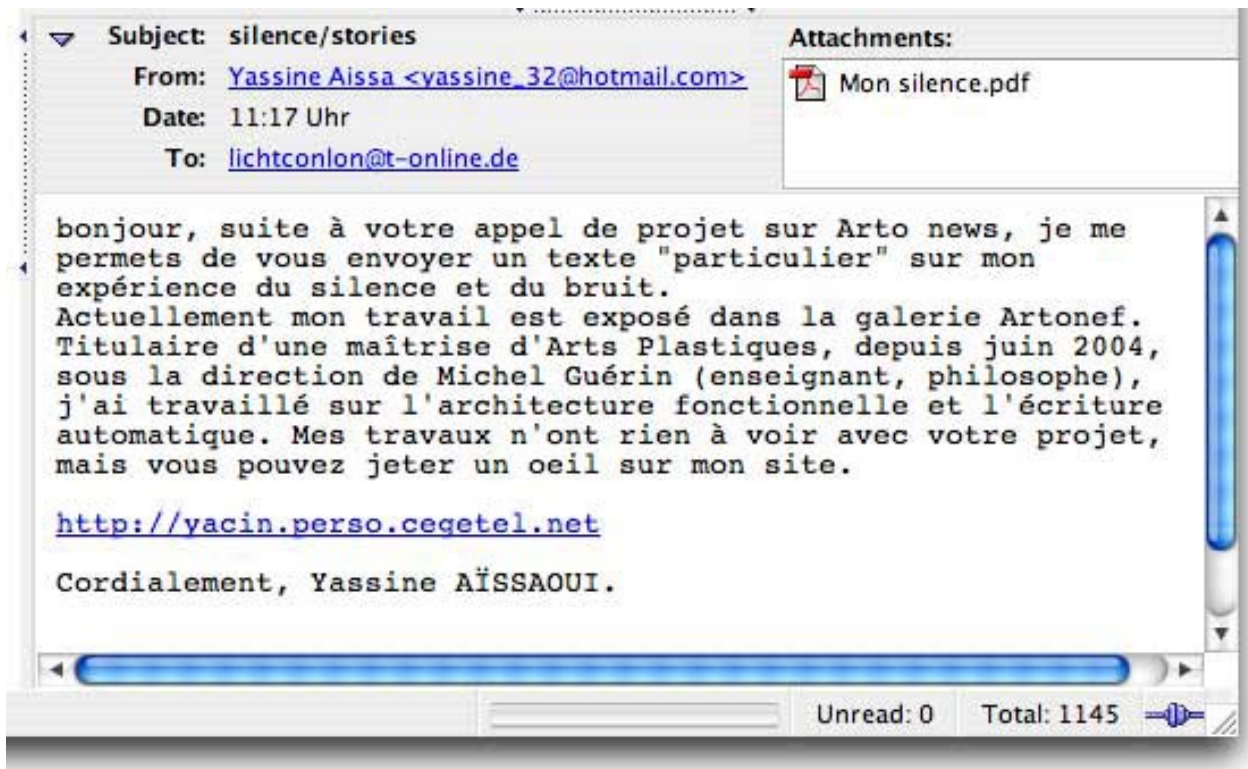 Subject: silence/stories
From: Yassine Aissa <yassine_32@hotmail.com>
Date: 11:17 Uhr
To: lichtconlon@t-online.de
Attachments:
Mon silence.pdf
bonjour, suite à votre appel de projet sur Arto news, je me
permets de vous envoyer un texte "particulier" sur mon
expérience du silence et du bruit.
Actuellement mon travail est exposé dans la galerie Artonef.
Titulaire d'une maîtrise d'Arts Plastiques, depuis juin 2004,
sous la direction de Michel Guérin (enseignant, philosophe),
j'ai travaillé sur l'architecture fonctionnelle et l'écriture
automatique. Mes travaux n'ont rien à voir avec votre projet,
mais vous pouvez jeter un oeil sur mon site.
http://yacin.perso.cegetel.net
Cordialement, Yassine AÏSSAOUI.
Unread: 0 Total: 1145